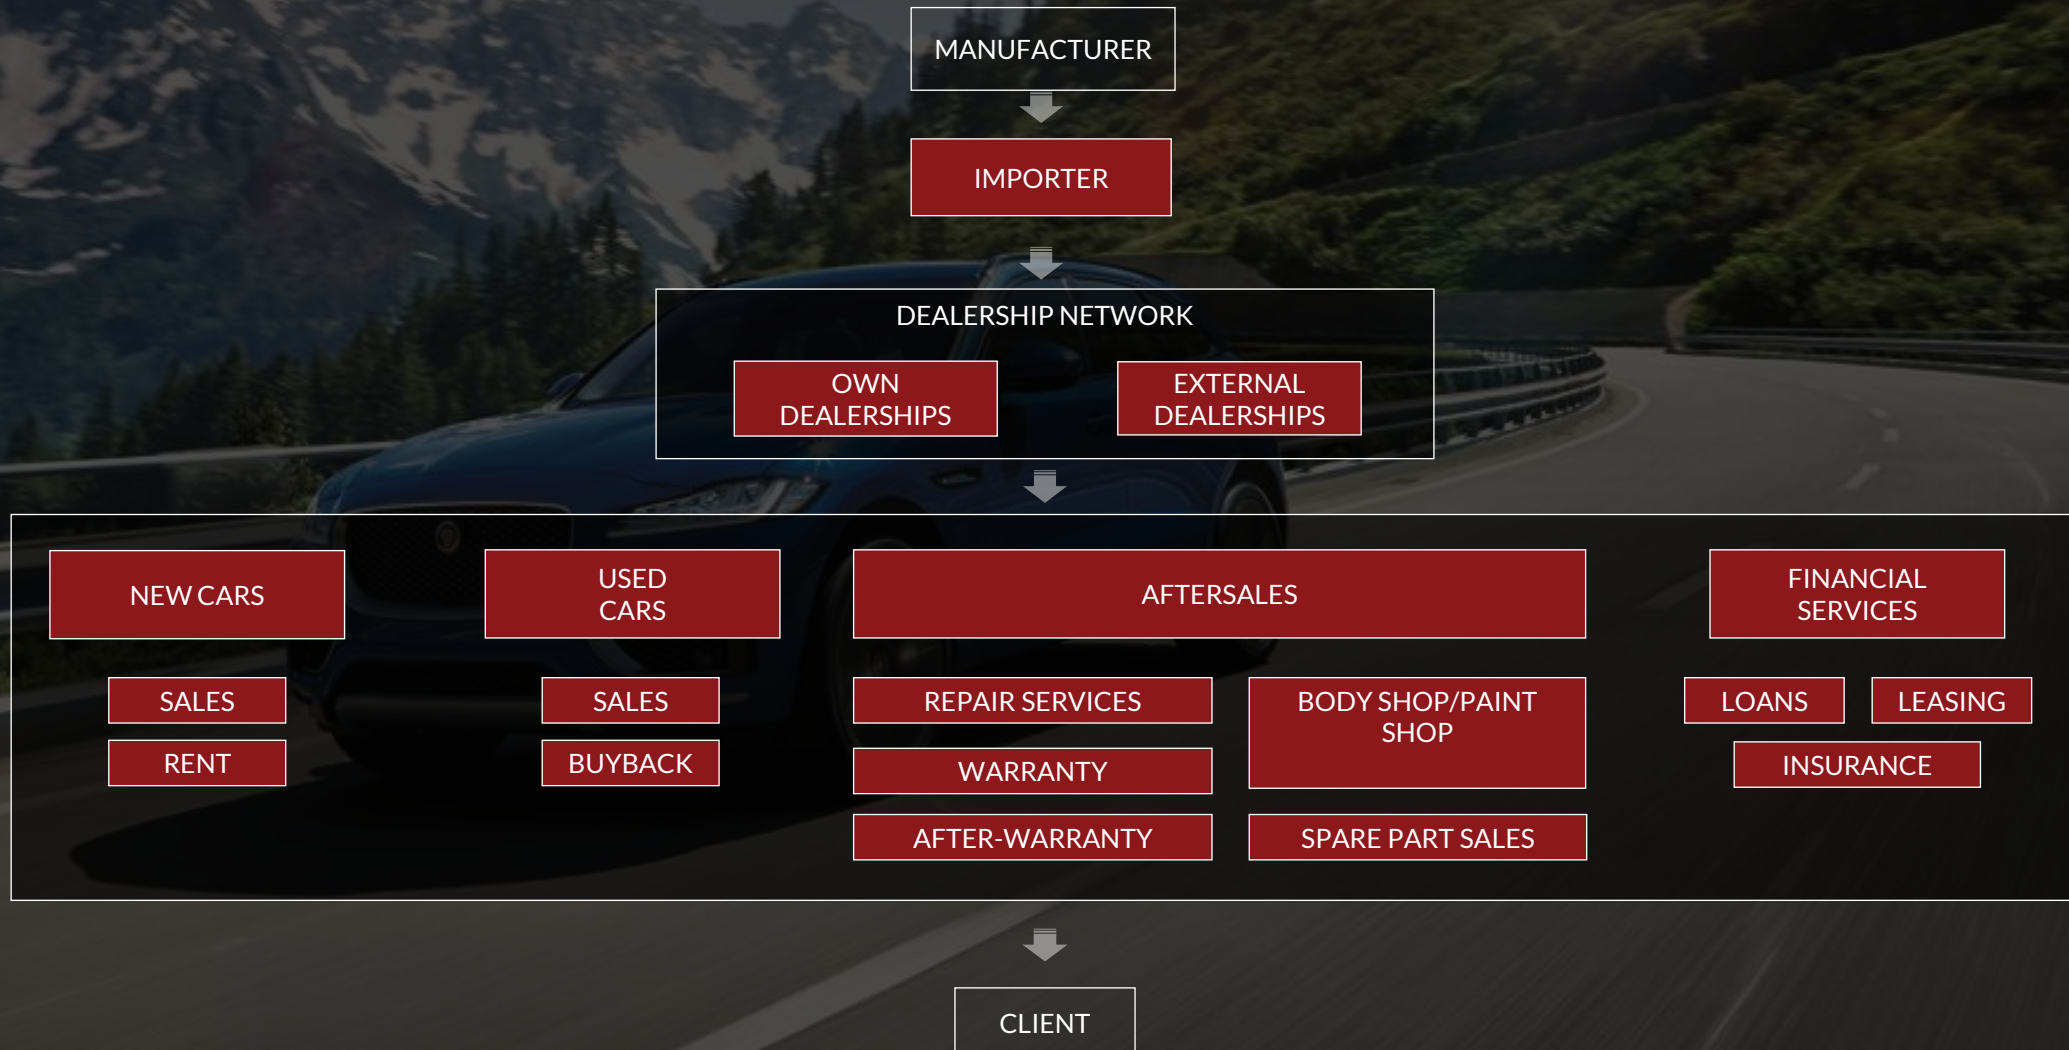 MANUFACTURER
IMPORTER
DEALERSHIP NETWORK
OWN
DEALERSHIPS
EXTERNAL
DEALERSHIPS
NEW CARS
SALES
RENT
USED
CARS
SALES
BUYBACK
AFTERSALES
REPAIR SERVICES
WARRANTY
AFTER-WARRANTY
BODY SHOP/PAINT
SHOP
SPARE PART SALES
FINANCIAL
SERVICES
LOANS
LEASING
INSURANCE
CLIENT